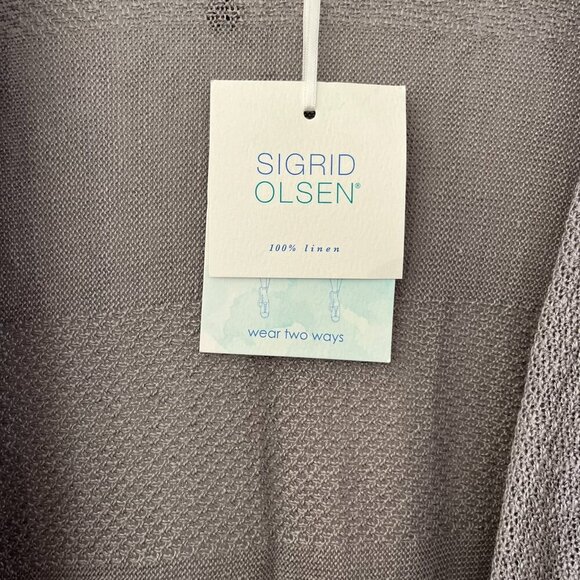 SIGRID
OLSEN®
100% linen
wear two ways